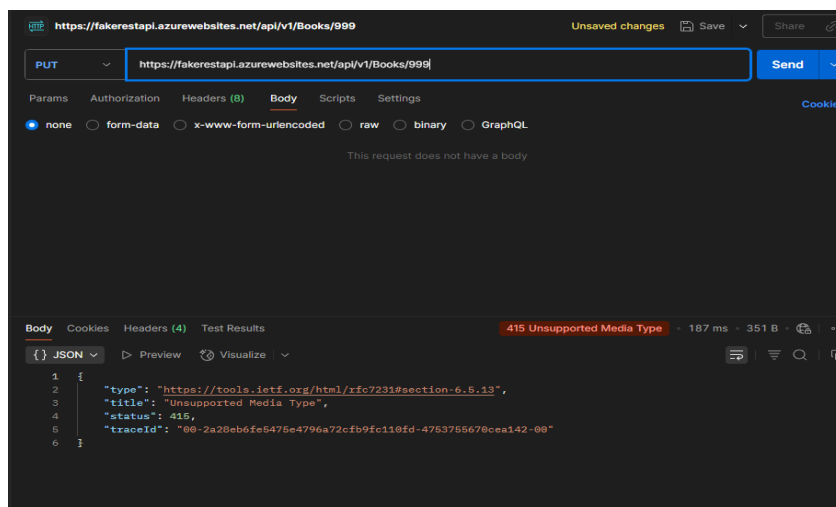 HTTP https://fakerestapi.azurewebsites.net/api/v1/Books/999 Unsaved changes Save Share
PUT https://fakerestapi.azurewebsites.net/api/v1/Books/999 Send
Params Authorization Headers (8) Body Scripts Settings Cookie
none form-data x-www-form-urlencoded raw binary GraphQL
This request does not have a body
Body Cookies Headers (4) Test Results 415 Unsupported Media Type 187 ms 351 B
{} JSON Preview Visualize
1 {
2 "type": "https://tools.ietf.org/html/rfc7231#section-6.5.13",
3 "title": "Unsupported Media Type",
4 "status": 415,
5 "traceId": "00-2a28eb6fe5475e4796a72cfb9fc110fd-4753755670cea142-00"
6 }